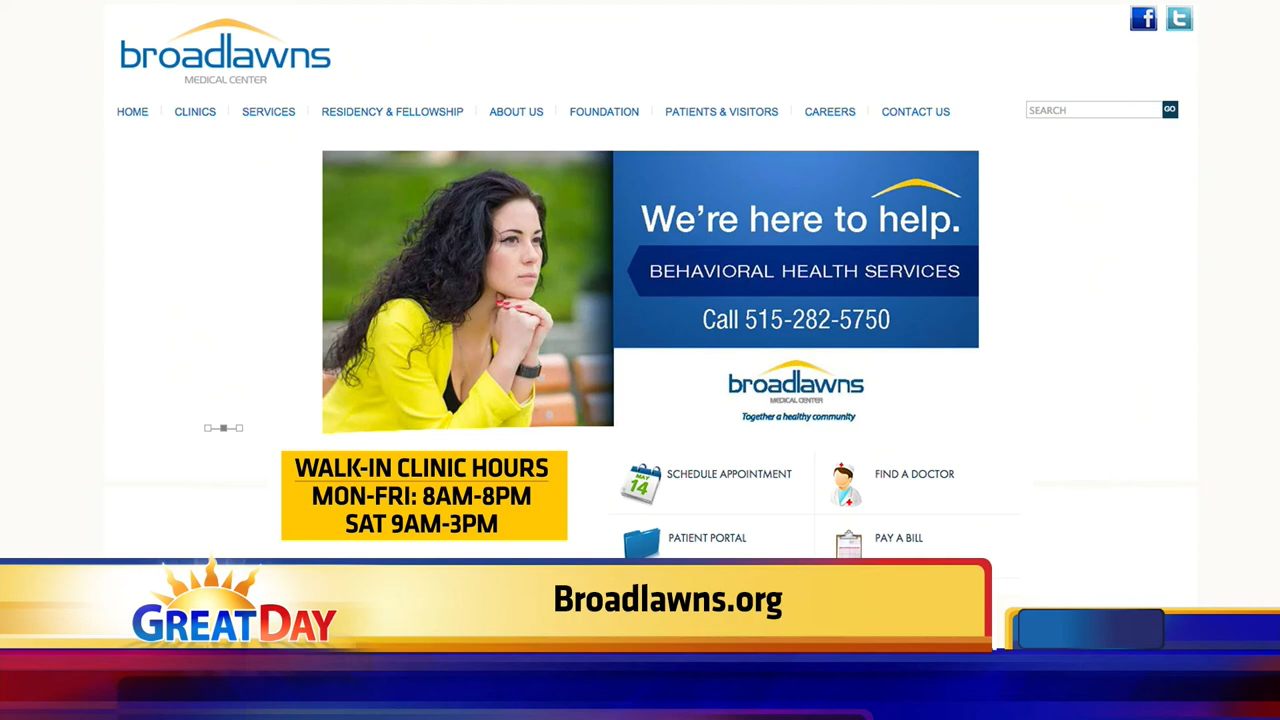 f
t
broadlawns
MEDICAL CENTER
HOME
CLINICS
SERVICES
RESIDENCY & FELLOWSHIP
ABOUT US
FOUNDATION
PATIENTS & VISITORS
CAREERS
CONTACT US
SEARCH
GO
We're here to help.
BEHAVIORAL HEALTH SERVICES
Call 515-282-5750
broadlawns
MEDICAL CENTER
Together a healthy community
WALK-IN CLINIC HOURS
MON-FRI: 8AM-8PM
SAT 9AM-3PM
MAY
14
SCHEDULE APPOINTMENT
FIND A DOCTOR
PATIENT PORTAL
PAY A BILL
GREAT DAY
Broadlawns.org